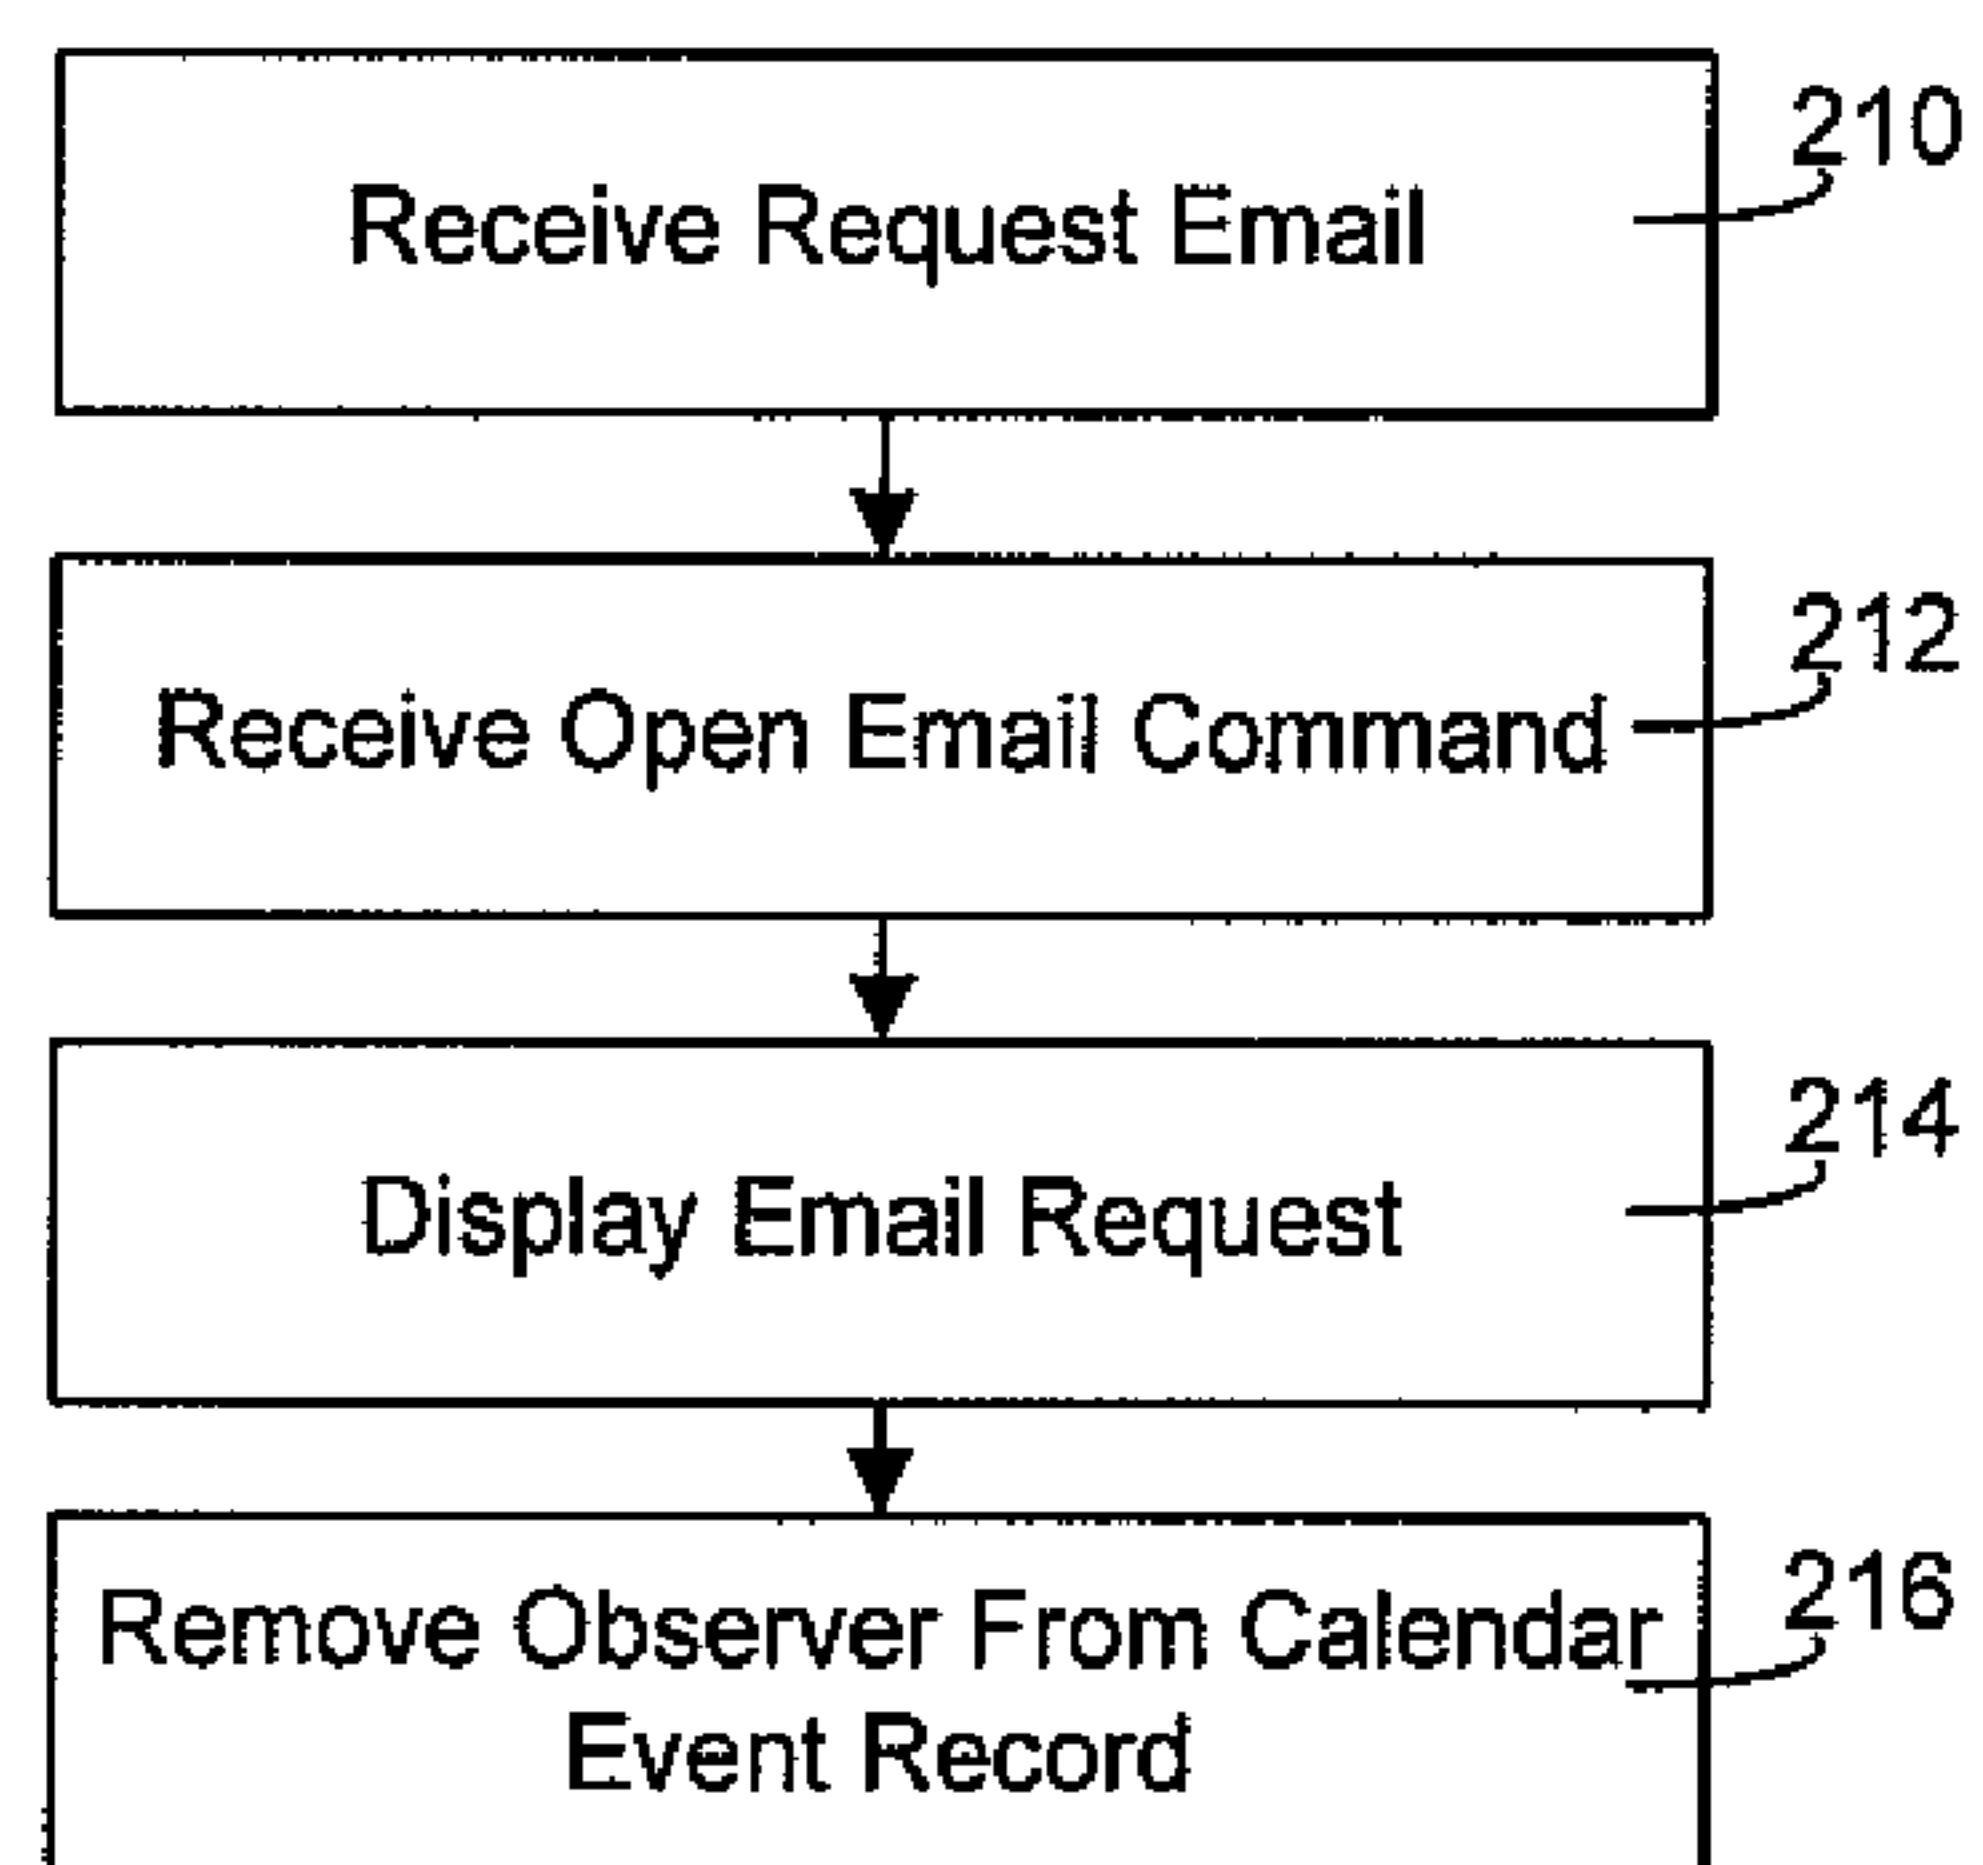 Receive Request Email
210
Receive Open Email Command
212
Display Email Request
214
Remove Observer From Calendar
Event Record
216